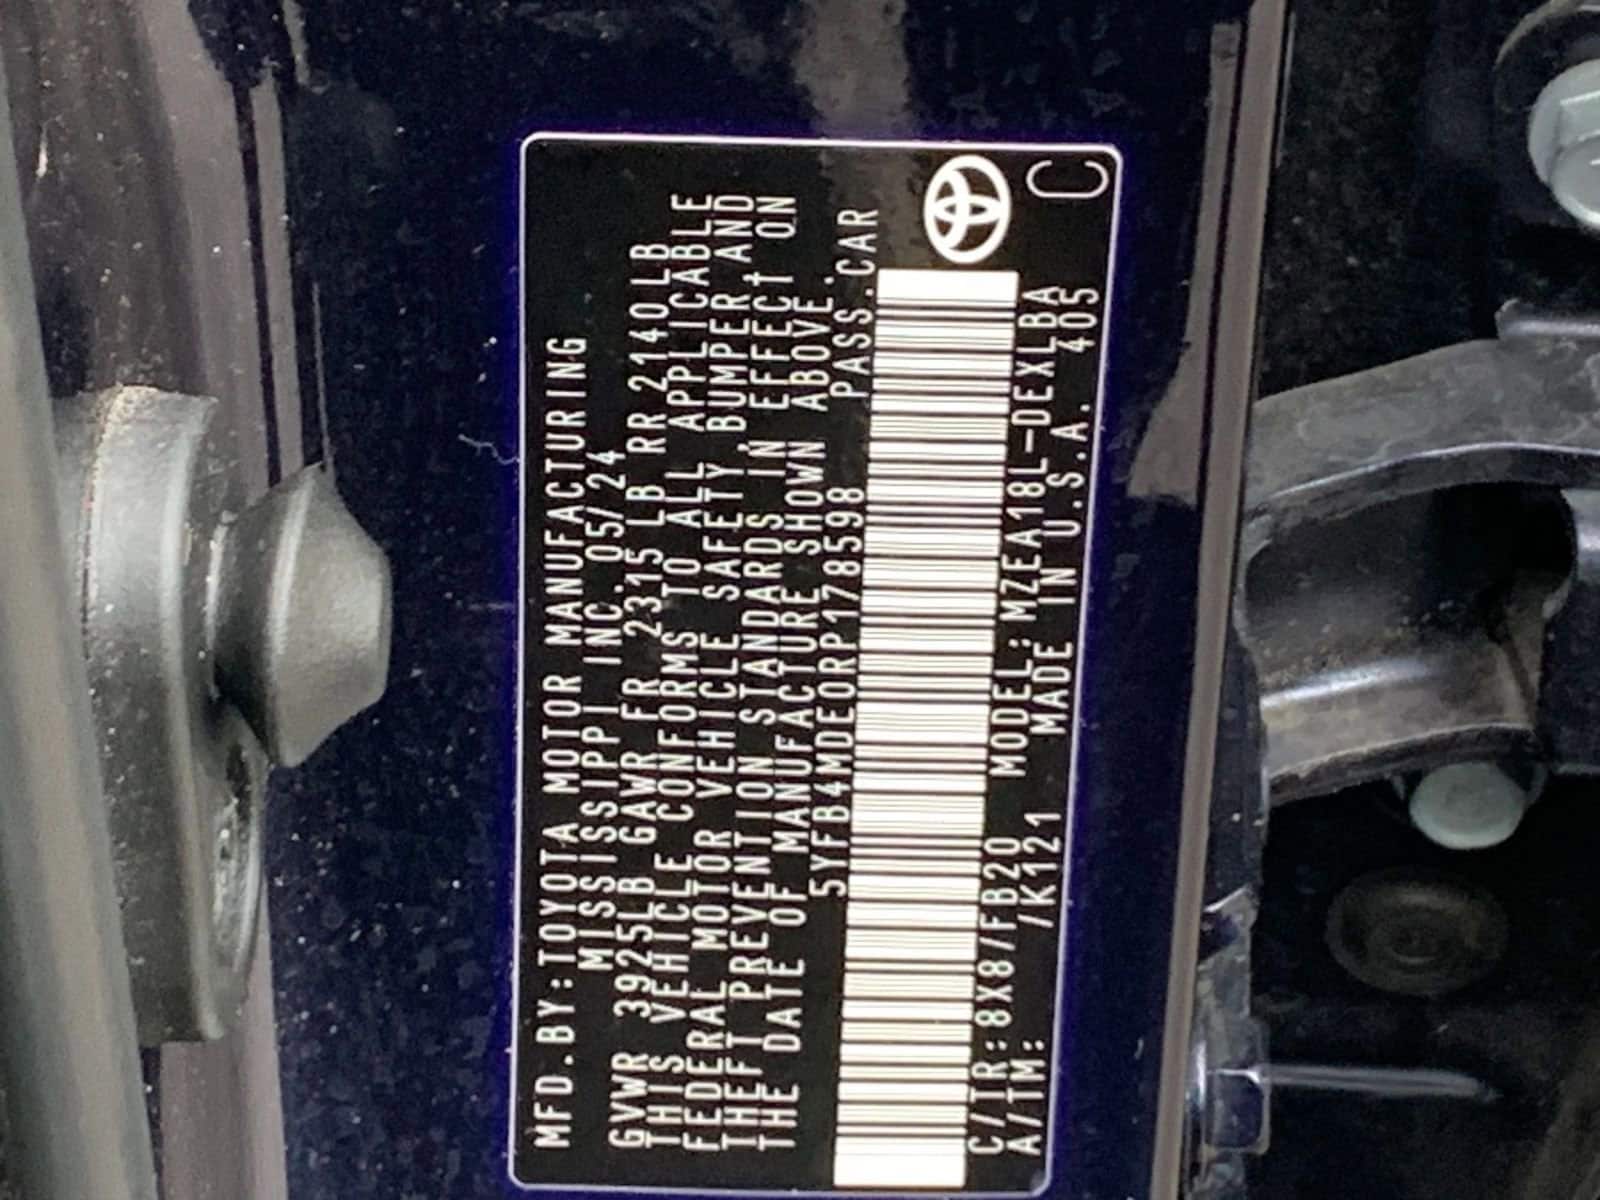 MFD.BY:TOYOTA MOTOR MANUFACTURING
MISSISSIPPI INC. 05/24
GVWR 3925LB GAWR FR 2315 LB RR 2140LB
THIS VEHICLE CONFORMS TO ALL APPLICABLE
FEDERAL MOTOR VEHICLE SAFETY,BUMPER,AND
THEFT PREVENTION STANDARDS IN EFFECT ON
THE DATE OF MANUFACTURE SHOWN ABOVE.
5YFB4MDE0RP178598 PASS.CAR
C/TR:8X8/FB20 MODEL:MZEA18L-DEXLBA
A/TM: /K121 MADE IN U.S.A. 405
C